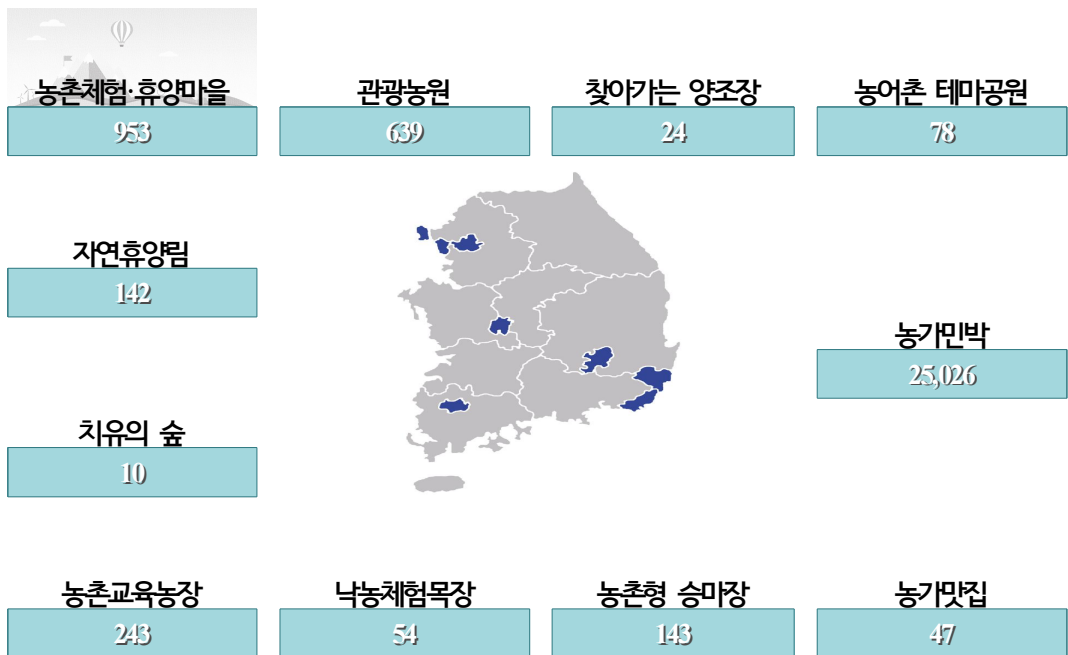 농촌체험·휴양마을
953
관광농원
639
찾아가는 양조장
24
농어촌 테마공원
78
자연휴양림
142
농가민박
25,026
치유의 숲
10
농촌교육농장
243
낙농체험목장
54
농촌형 승마장
143
농가맛집
47